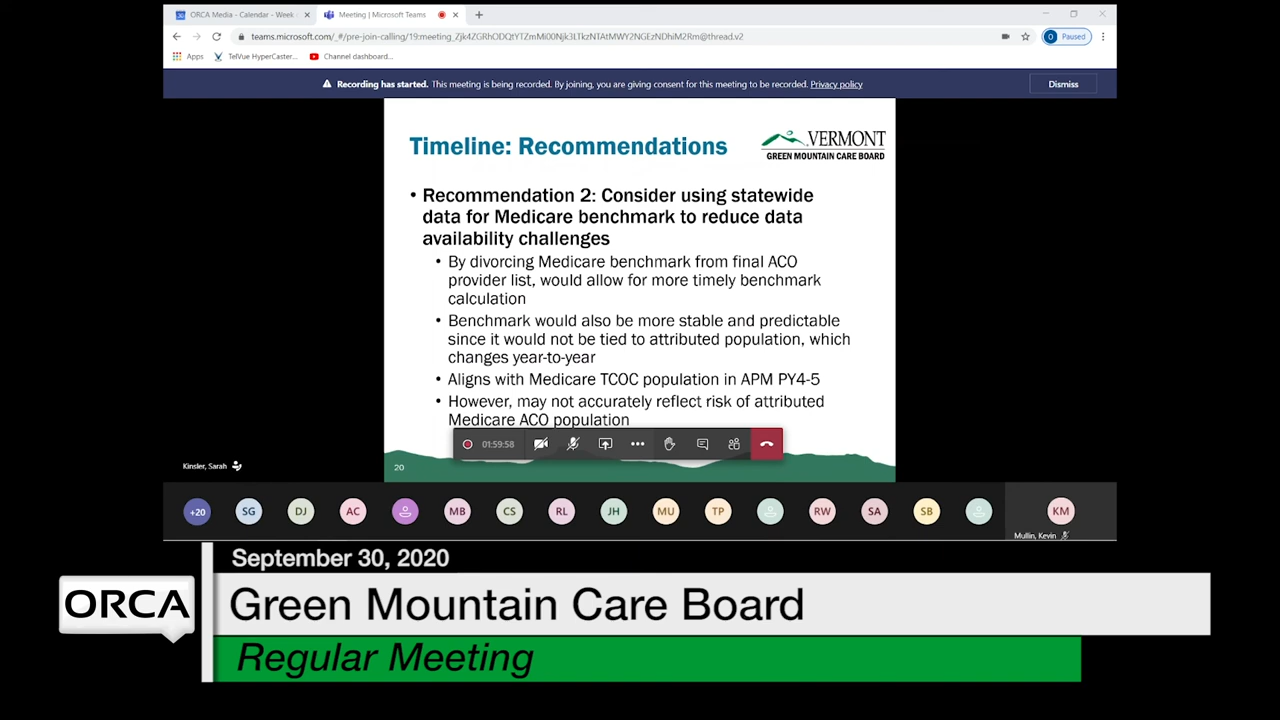 ORCA Media - Calendar - Week
Meeting | Microsoft Teams
teams.microsoft.com/_#/pre-join-calling/19:meeting_Zjk4ZGRhODQtYTZmMi00Njk3LTkzNTAtMWY2NGEzNDhiM2Rm@thread.v2
Paused
Apps
TelVue HyperCaster...
Channel dashboard...
Recording has started. This meeting is being recorded. By joining, you are giving consent for this meeting to be recorded. Privacy policy
Dismiss
Timeline: Recommendations
VERMONT
GREEN MOUNTAIN CARE BOARD
• Recommendation 2: Consider using statewide
data for Medicare benchmark to reduce data
availability challenges
• By divorcing Medicare benchmark from final ACO
provider list, would allow for more timely benchmark
calculation
• Benchmark would also be more stable and predictable
since it would not be tied to attributed population, which
changes year-to-year
• Aligns with Medicare TCOC population in APM PY4-5
• However, may not accurately reflect risk of attributed
Medicare ACO population
01:59:58
20
Kinsler, Sarah
+20 SG DJ AC MB CS RL JH MU TP RW SA SB KM
Mullin, Kevin
September 30, 2020
ORCA
Green Mountain Care Board
Regular Meeting